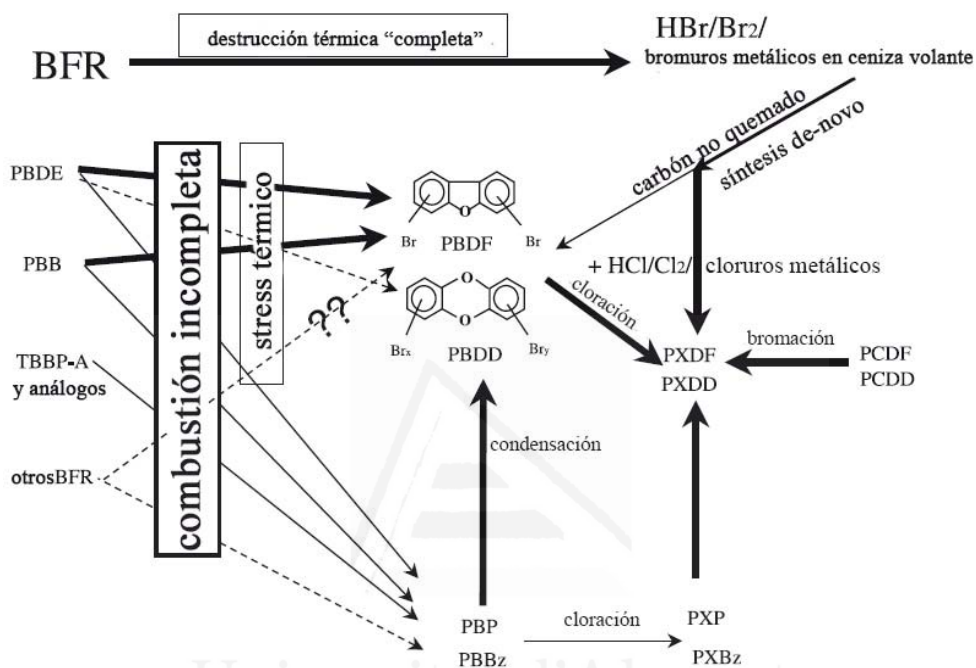 destrucción térmica “completa”
BFR
HBr/Br2/
bromuros metálicos en ceniza volante
carbón no quemado
síntesis de-novo
PBDE
PBB
TBBP-A
y análogos
otrosBFR
combustión incompleta
stress térmico
O
Br
PBDF
Br
??
O
O
Brx
PBDD
Bry
+ HCl/Cl2/ cloruros metálicos
cloración
PXDF
PXDD
bromación
PCDF
PCDD
condensación
PBP
PBBz
cloración
PXP
PXBz